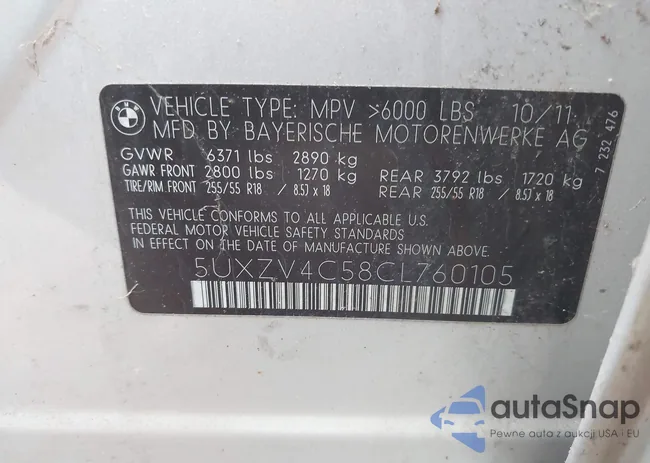 BMW
VEHICLE TYPE: MPV >6000 LBS 10/11
MFD BY BAYERISCHE MOTORENWERKE AG
GVWR 6371 lbs 2890 kg
GAWR FRONT 2800 lbs 1270 kg REAR 3792 lbs 1720 kg
TIRE/RIM FRONT 255/55 R18 / 8.5J x 18 REAR 255/55 R18 / 8.5J x 18
THIS VEHICLE CONFORMS TO ALL APPLICABLE U.S.
FEDERAL MOTOR VEHICLE SAFETY STANDARDS
IN EFFECT ON THE DATE OF MANUFACTURE SHOWN ABOVE.
5UXZV4C58CL760105
7 232 476
autaSnap
Pewne auta z aukcji USA i EU